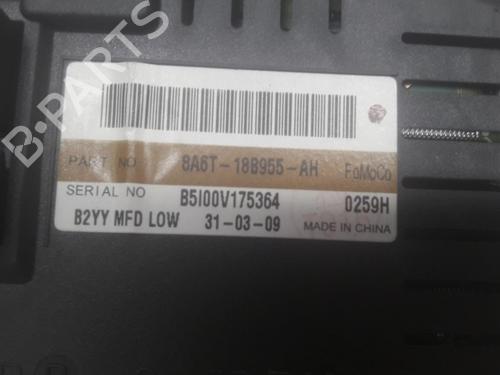 B-PARTS
PART NO 8A6T-18B955-AH FoMoCo
SERIAL NO B5I00V175364 0259H
B2YY MFD LOW 31-03-09 MADE IN CHINA